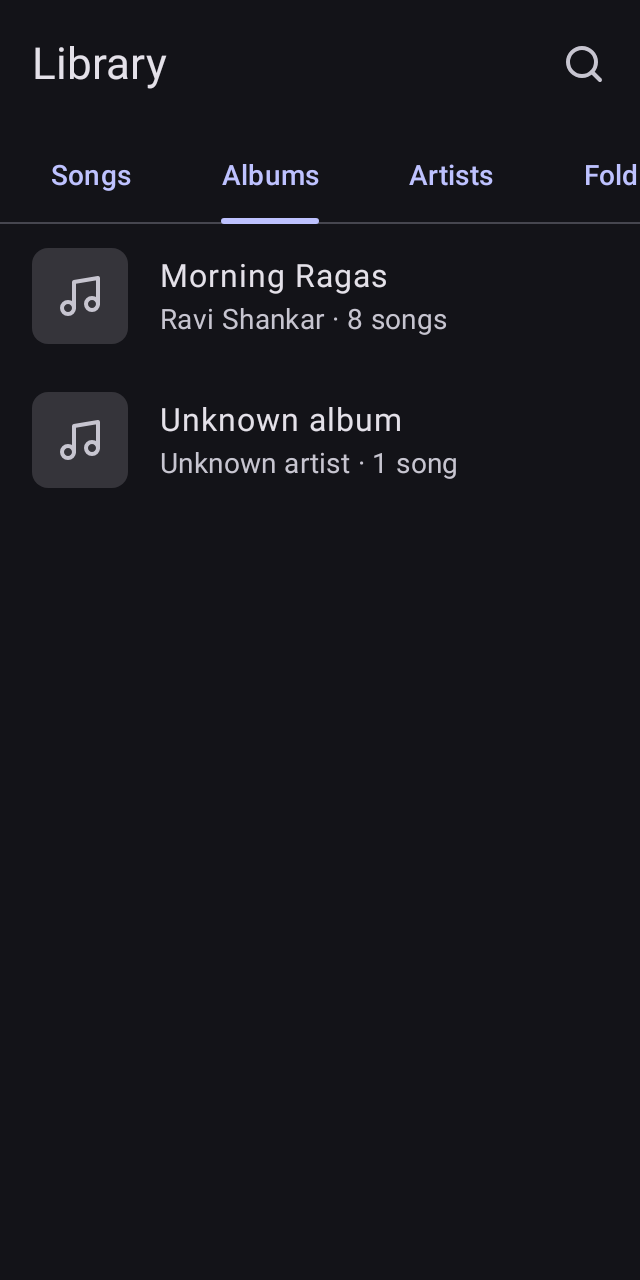 Library
Songs Albums Artists Fold
Morning Ragas
Ravi Shankar · 8 songs
Unknown album
Unknown artist · 1 song